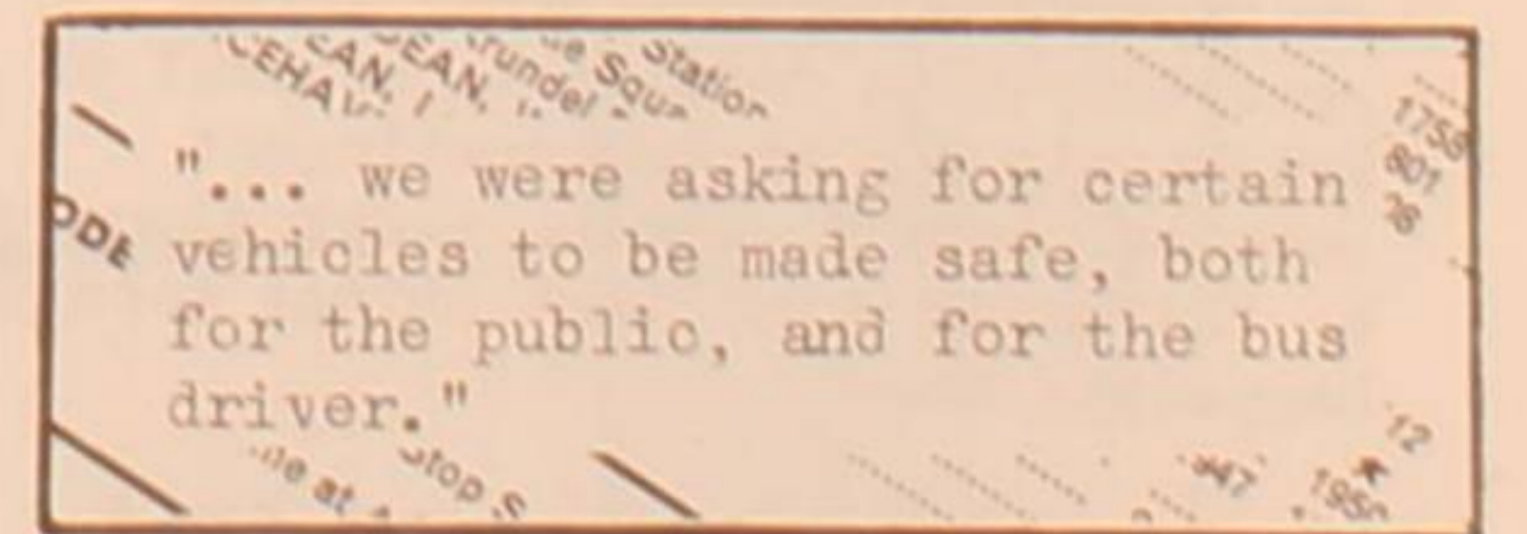 Station
"... we were asking for certain
vehicles to be made safe, both
for the public, and for the bus
driver."